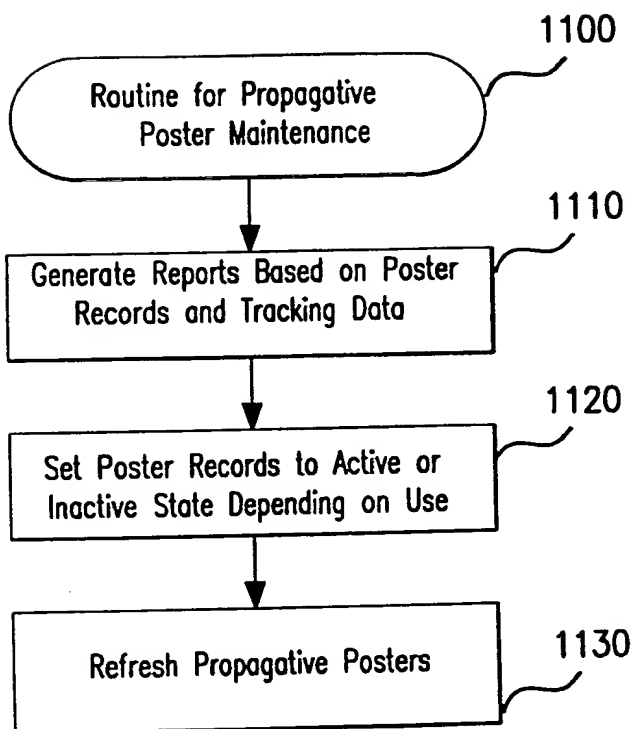 1100
Routine for Propagative
Poster Maintenance
1110
Generate Reports Based on Poster
Records and Tracking Data
1120
Set Poster Records to Active or
Inactive State Depending on Use
Refresh Propagative Posters
1130